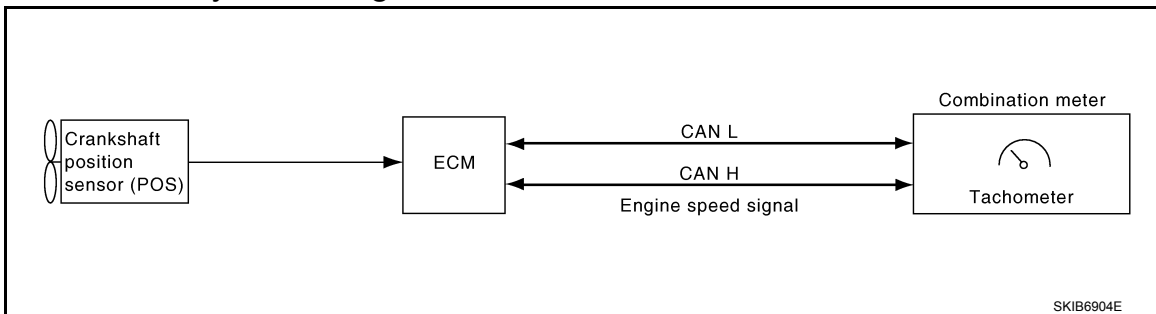 Crankshaft
position
sensor (POS)
ECM
CAN L
CAN H
Engine speed signal
Combination meter
Tachometer
SKIB6904E